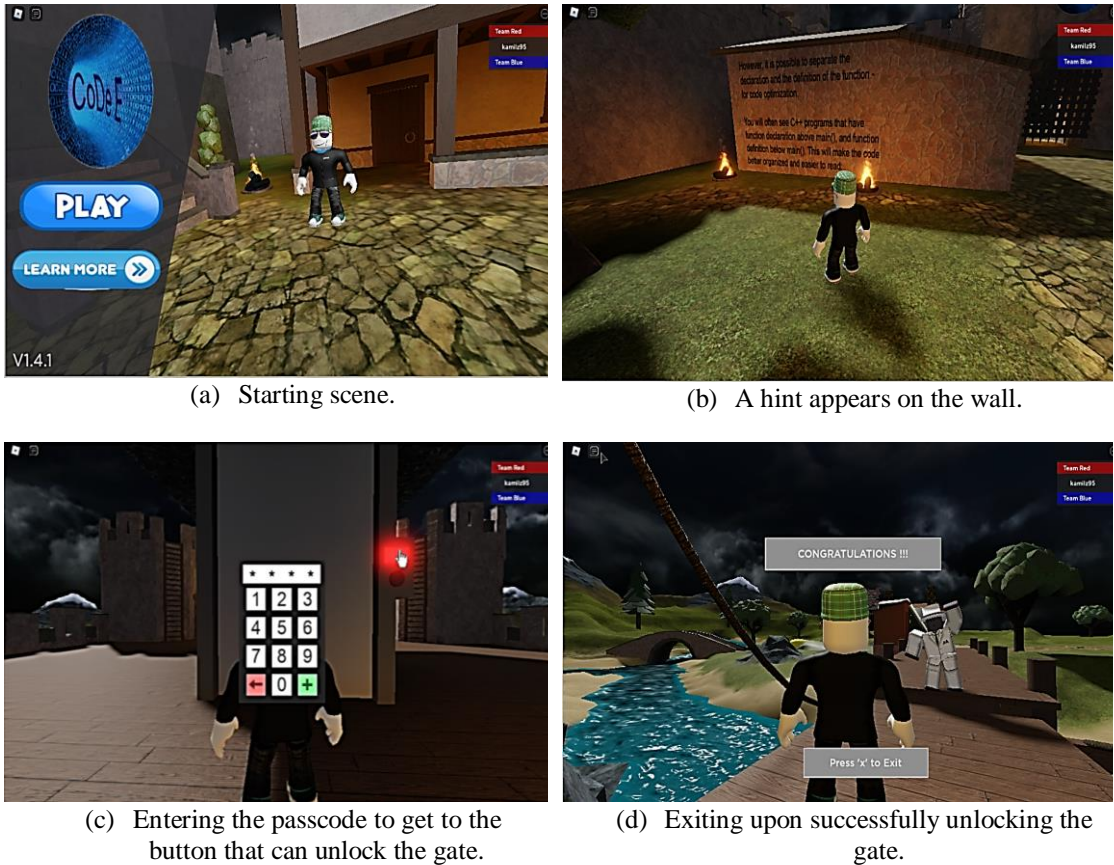 CoDe E
PLAY
LEARN MORE
V1.4.1
Team Red
kamilz95
Team Blue
(a) Starting scene.
However, it is possible to separate the
declaration and the definition of the function -
for code optimization.
You will often see C++ programs that have
function declaration above main(), and function
definition below main(). This will make the code
better organized and easier to read.
Team Red
kamilz95
Team Blue
(b) A hint appears on the wall.
Team Red
kamilz95
Team Blue
* * * *
1 2 3
4 5 6
7 8 9
← 0 +
(c) Entering the passcode to get to the
button that can unlock the gate.
Team Red
kamilz95
Team Blue
CONGRATULATIONS !!!
Press 'x' to Exit
(d) Exiting upon successfully unlocking the
gate.